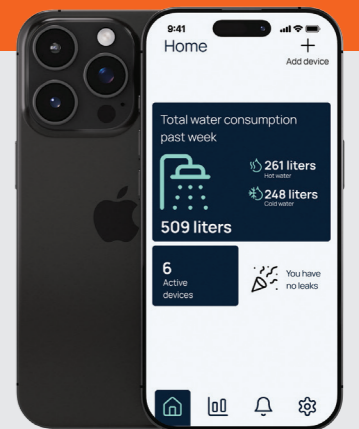 9:41
Home
Add device
Total water consumption
past week
261 liters
Hot water
248 liters
Cold water
509 liters
6
Active
devices
You have
no leaks